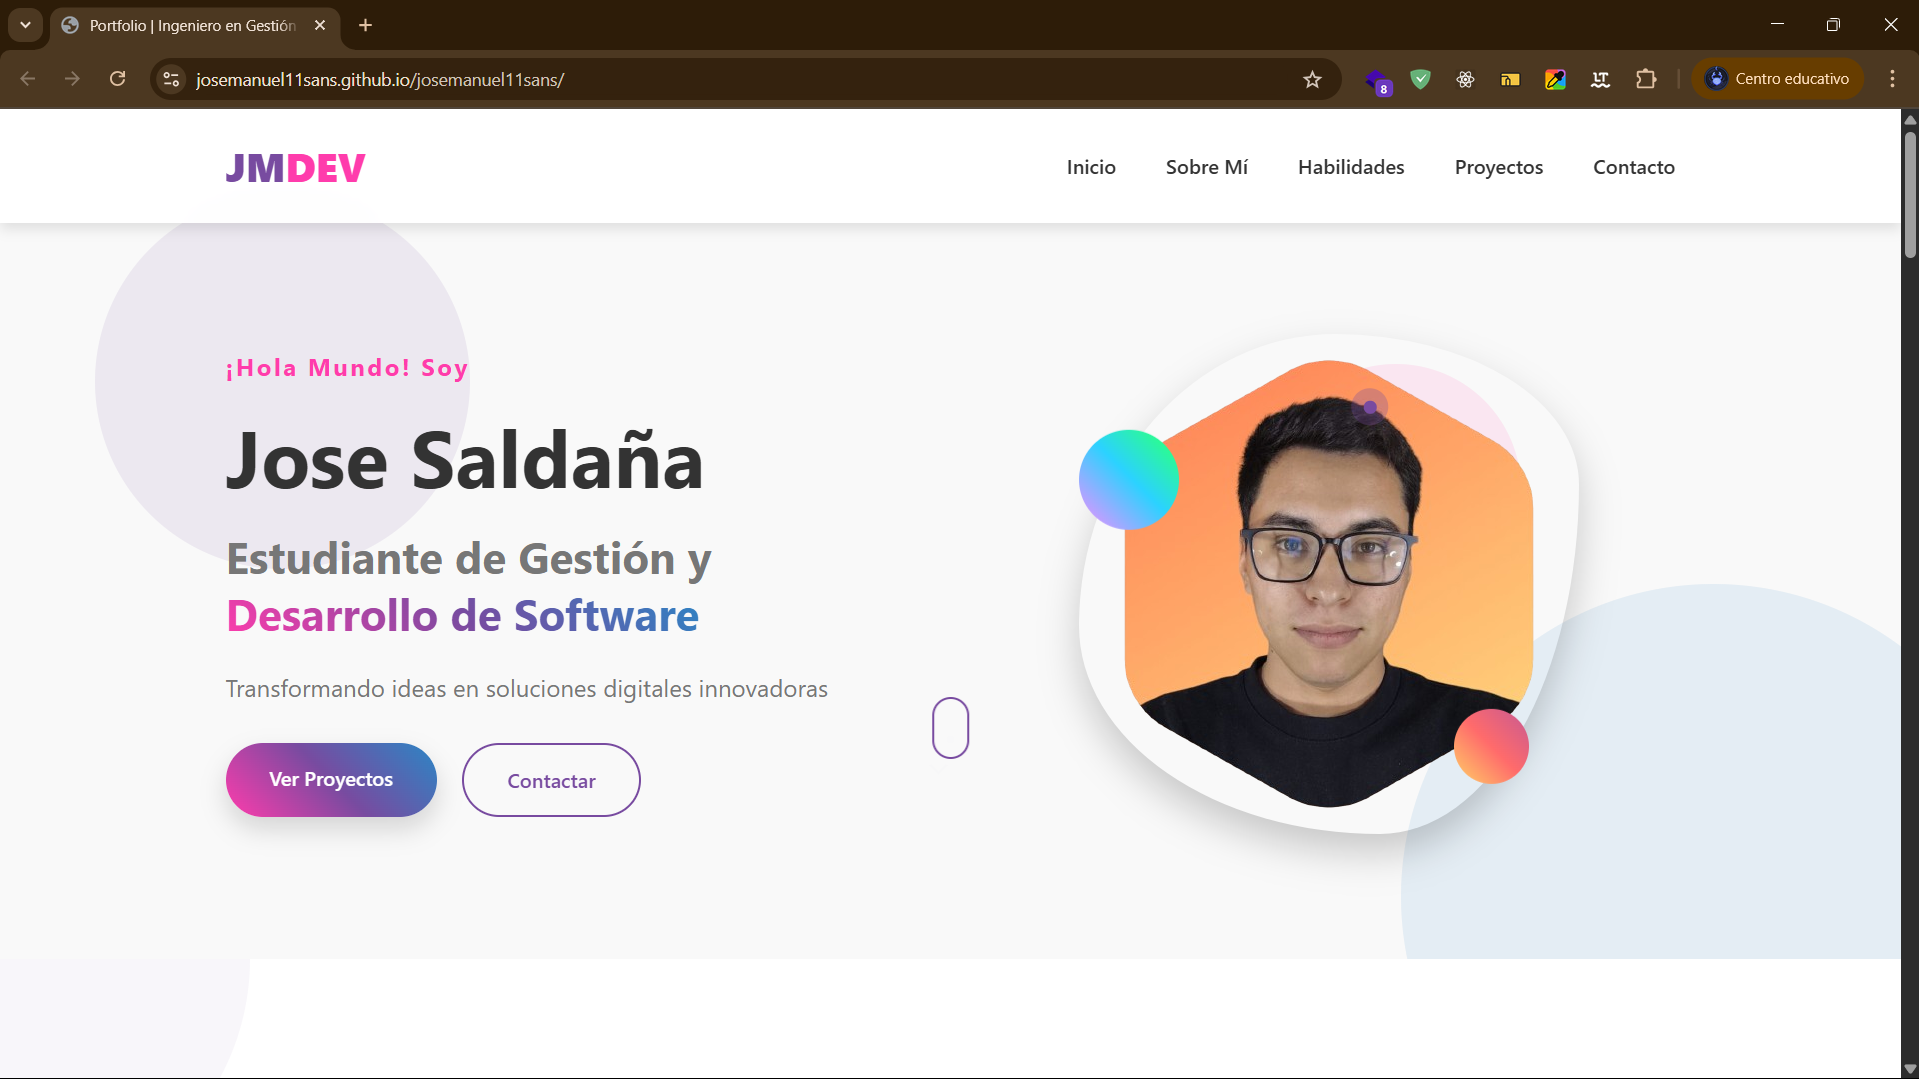 Portfolio | Ingeniero en Gestión
josemanuel11sans.github.io/josemanuel11sans/
8
LT
Centro educativo
JMDEV
Inicio
Sobre Mí
Habilidades
Proyectos
Contacto
¡Hola Mundo! Soy
Jose Saldaña
Estudiante de Gestión y
Desarrollo de Software
Transformando ideas en soluciones digitales innovadoras
Ver Proyectos
Contactar